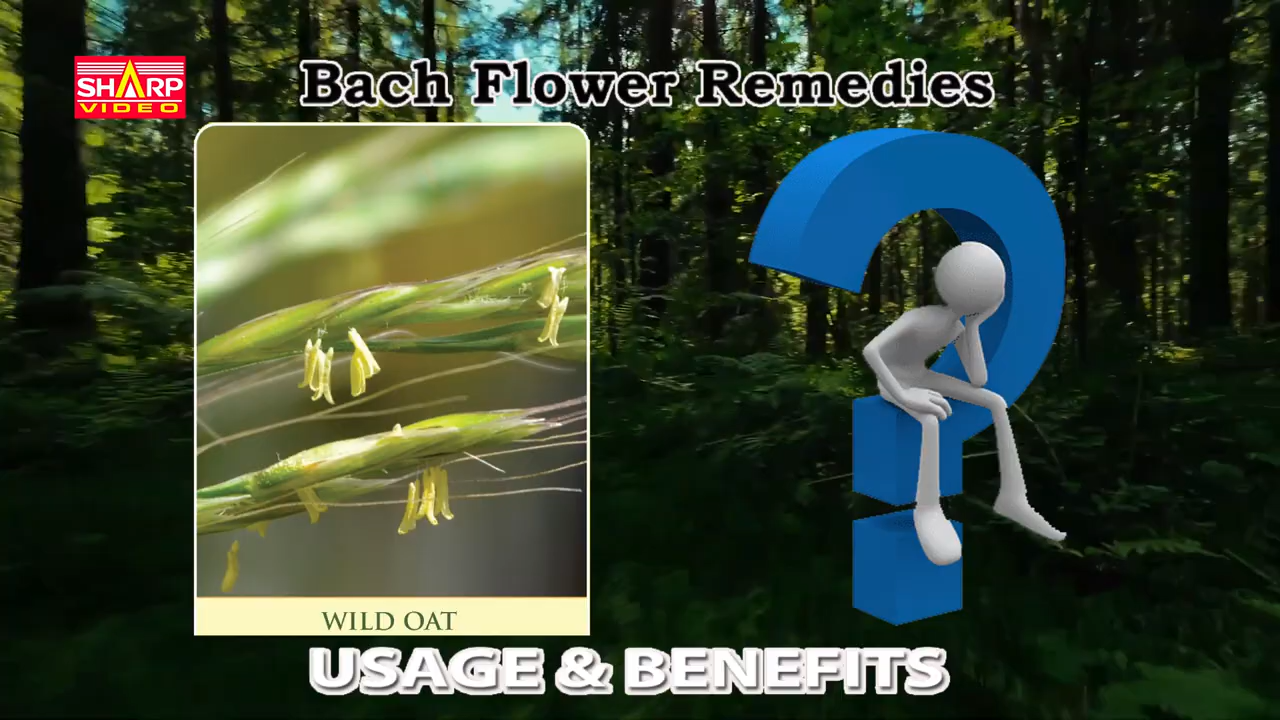 SHARP
VIDEO
Bach Flower Remedies
WILD OAT
USAGE & BENEFITS